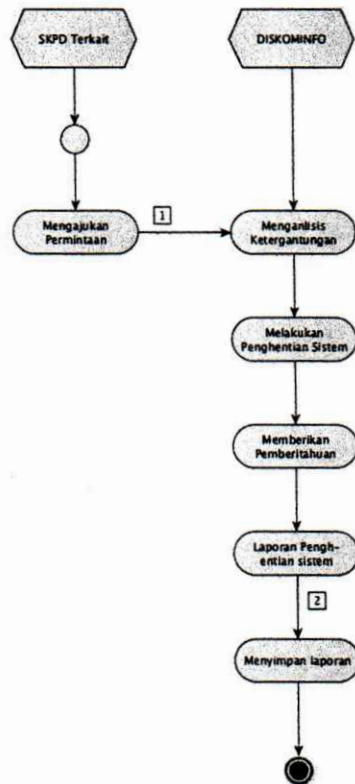 SKPD Terkait
DISKOMINFO
Mengajukan
Permintaan
1
Menganlisis
Ketergantungan
Melakukan
Penghentian Sistem
Memberikan
Pemberitahuan
Laporan Pengh-
entian sistem
2
Menyimpan laporan